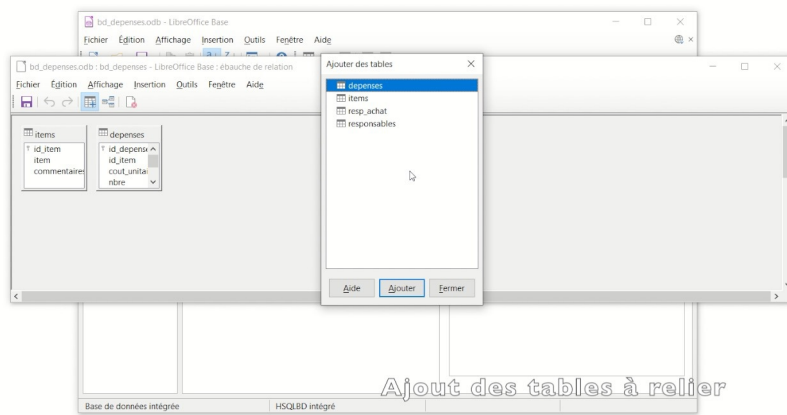 bd_depenses.odb - LibreOffice Base
Fichier Édition Affichage Insertion Outils Fenêtre Aide
bd_depenses.odb : bd_depenses - LibreOffice Base : ébauche de relation
Fichier Édition Affichage Insertion Outils Fenêtre Aide
items
id_item
item
commentaires
depenses
id_depense
id_item
cout_unitai
nbre
Ajouter des tables
depenses
items
resp_achat
responsables
Aide Ajouter Fermer
Ajout des tables à relier
Base de données intégrée HSQLBD intégré